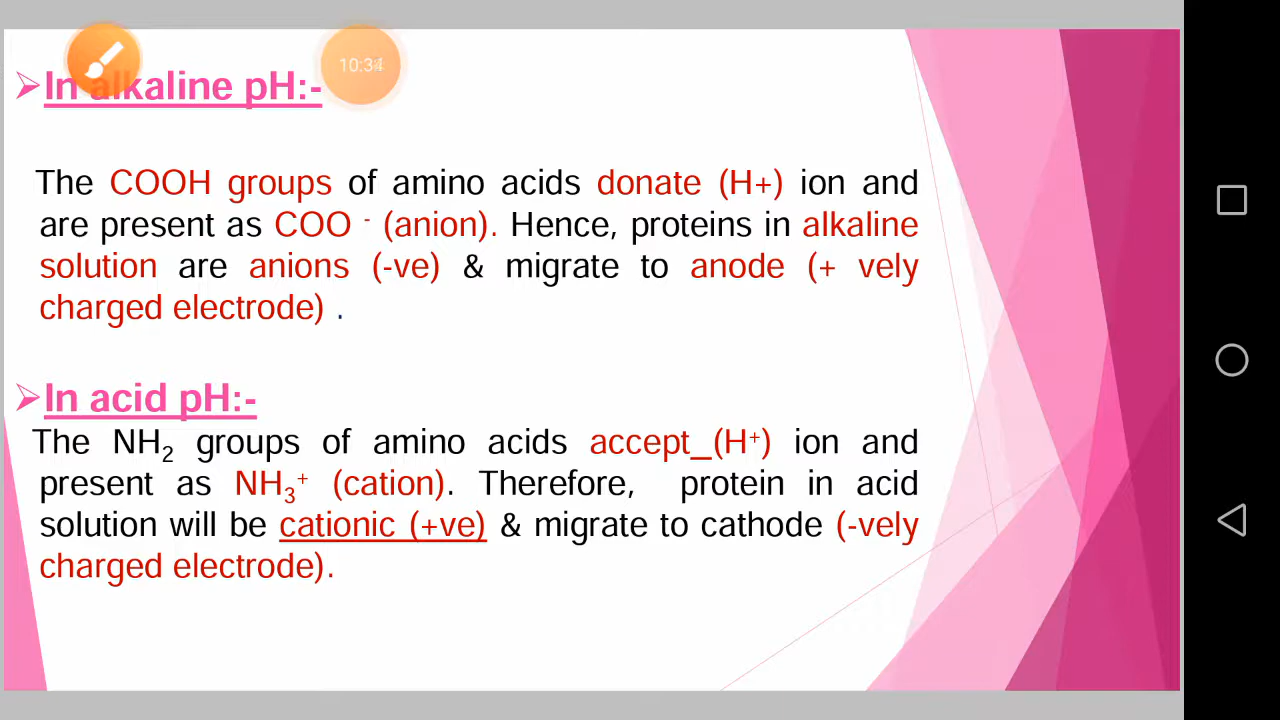 ➢In alkaline pH:-
10:34
The COOH groups of amino acids donate (H+) ion and
are present as COO ⁻ (anion). Hence, proteins in alkaline
solution are anions (-ve) & migrate to anode (+ vely
charged electrode) .
➢In acid pH:-
The NH₂ groups of amino acids accept_(H⁺) ion and
present as NH₃⁺ (cation). Therefore, protein in acid
solution will be cationic (+ve) & migrate to cathode (-vely
charged electrode).